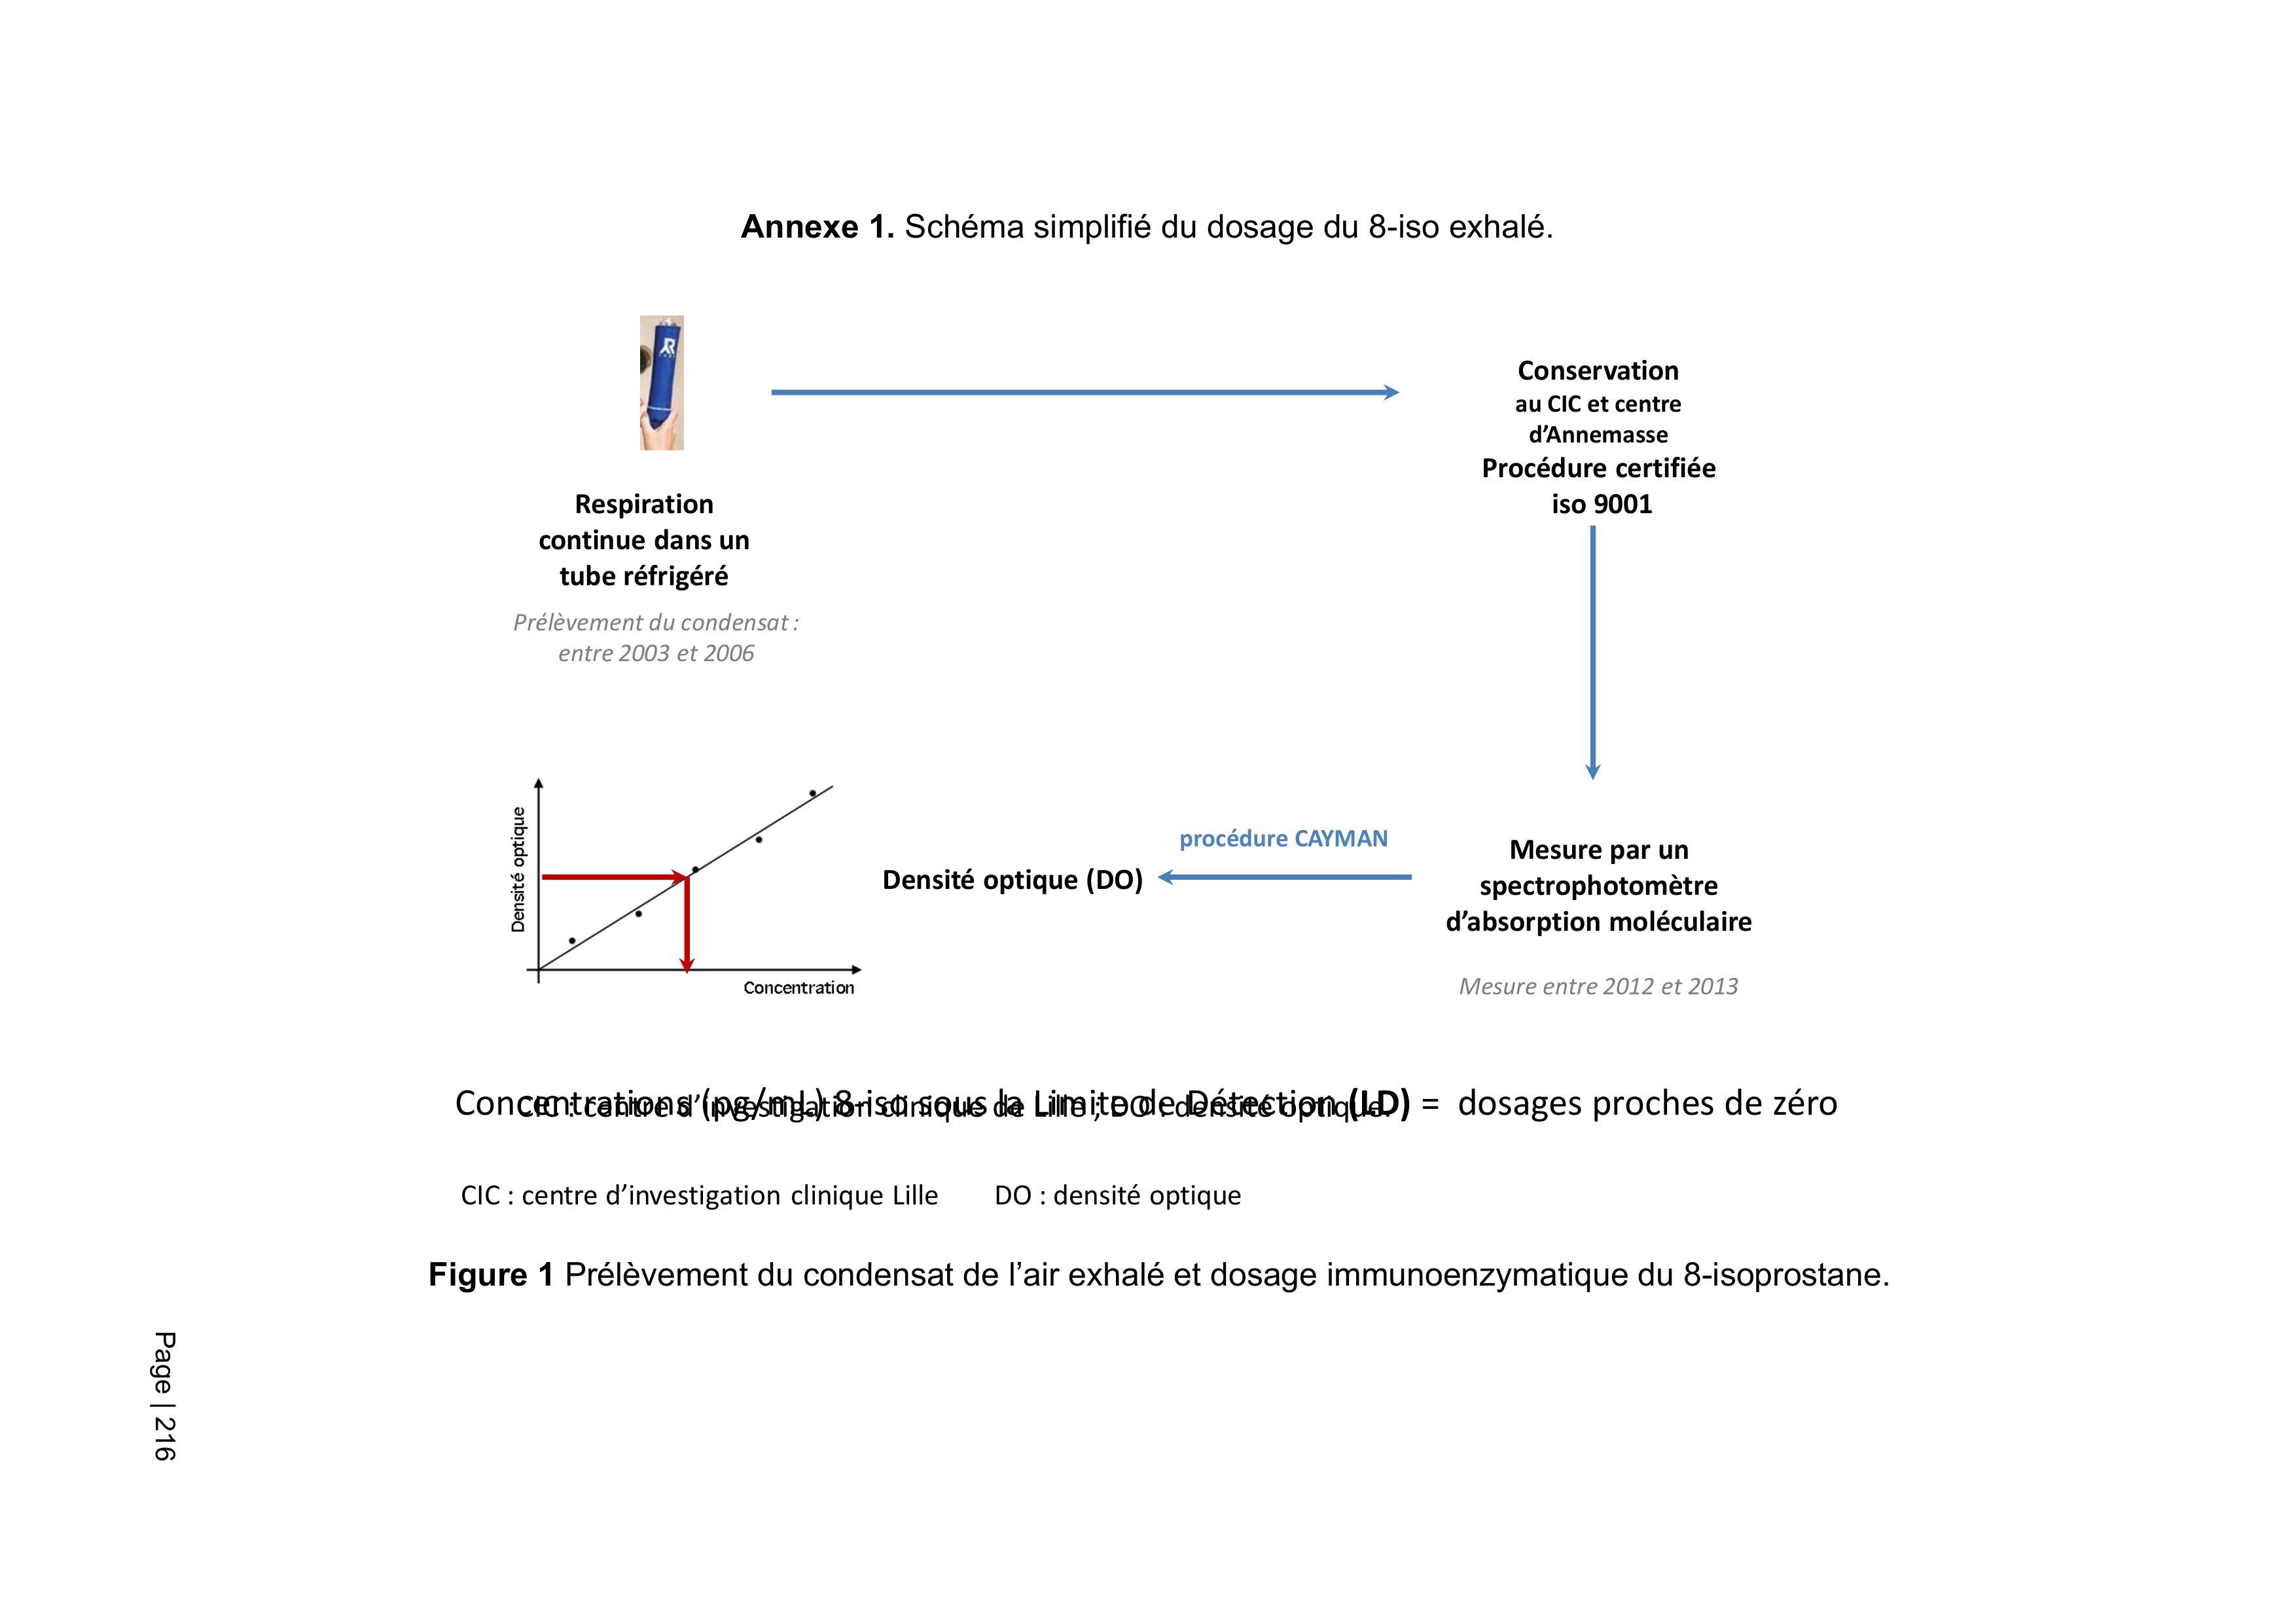 Annexe 1. Schéma simplifié du dosage du 8-iso exhalé.
Respiration
continue dans un
tube réfrigéré
Prélèvement du condensat :
entre 2003 et 2006
Conservation
au CIC et centre
d’Annemasse
Procédure certifiée
iso 9001
Mesure par un
spectrophotomètre
d’absorption moléculaire
Mesure entre 2012 et 2013
procédure CAYMAN
Densité optique (DO)
Densité optique
Concentration
Concentrations (pg/mL) 8-iso sous la Limite de Détection (LD) = dosages proches de zéro
CIC : centre d’investigation clinique de Lille ; DO : densité optique.
CIC : centre d’investigation clinique Lille DO : densité optique
Figure 1 Prélèvement du condensat de l’air exhalé et dosage immunoenzymatique du 8-isoprostane.
Page | 216